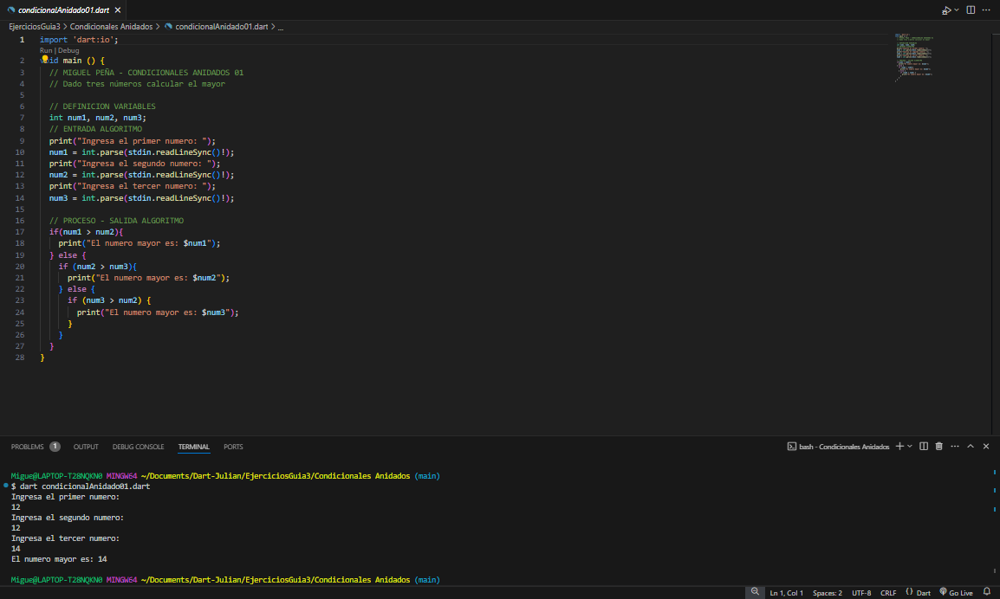 condicionalAnidado01.dart
EjerciciosGuia3 > Condicionales Anidados > condicionalAnidado01.dart > ...
1 import 'dart:io';
Run | Debug
2 void main () {
3 // MIGUEL PEÑA - CONDICIONALES ANIDADOS 01
4 // Dado tres números calcular el mayor
5
6 // DEFINICION VARIABLES
7 int num1, num2, num3;
8 // ENTRADA ALGORITMO
9 print("Ingresa el primer numero: ");
10 num1 = int.parse(stdin.readLineSync()!);
11 print("Ingresa el segundo numero: ");
12 num2 = int.parse(stdin.readLineSync()!);
13 print("Ingresa el tercer numero: ");
14 num3 = int.parse(stdin.readLineSync()!);
15
16 // PROCESO - SALIDA ALGORITMO
17 if(num1 > num2){
18 print("El numero mayor es: $num1");
19 } else {
20 if (num2 > num3){
21 print("El numero mayor es: $num2");
22 } else {
23 if (num3 > num2) {
24 print("El numero mayor es: $num3");
25 }
26 }
27 }
28 }
PROBLEMS 1 OUTPUT DEBUG CONSOLE TERMINAL PORTS bash - Condicionales Anidados
Migue@LAPTOP-T28NQKN0 MINGW64 ~/Documents/Dart-Julian/EjerciciosGuia3/Condicionales Anidados (main)
$ dart condicionalAnidado01.dart
Ingresa el primer numero:
12
Ingresa el segundo numero:
12
Ingresa el tercer numero:
14
El numero mayor es: 14
Migue@LAPTOP-T28NQKN0 MINGW64 ~/Documents/Dart-Julian/EjerciciosGuia3/Condicionales Anidados (main)
Ln 1, Col 1 Spaces: 2 UTF-8 CRLF {} Dart Go Live